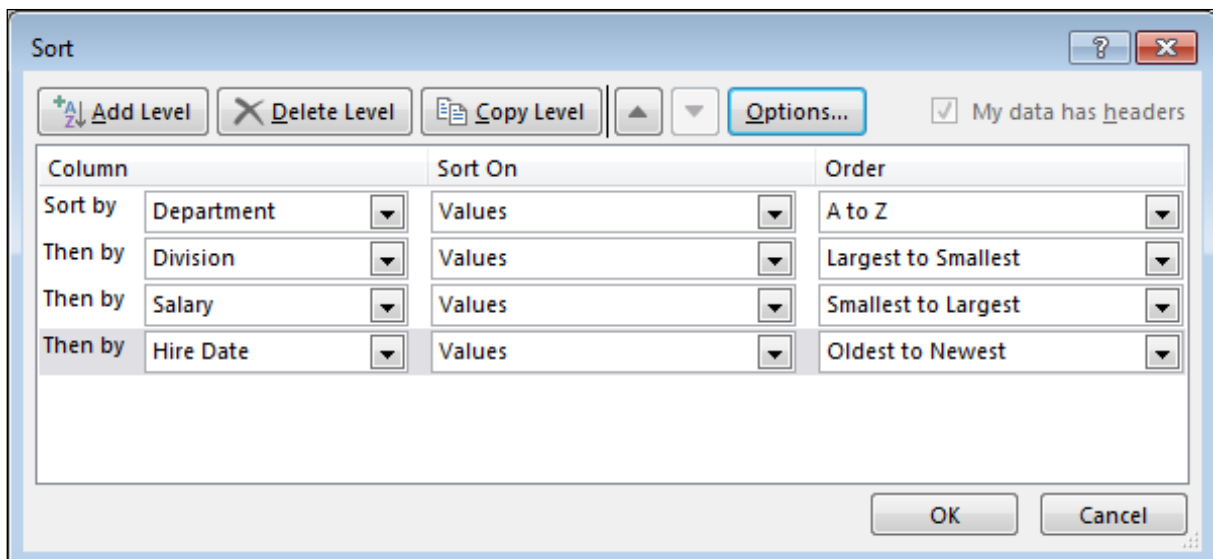 Sort
Add Level Delete Level Copy Level Options... My data has headers
Column Sort On Order
Sort by Department Values A to Z
Then by Division Values Largest to Smallest
Then by Salary Values Smallest to Largest
Then by Hire Date Values Oldest to Newest
OK Cancel